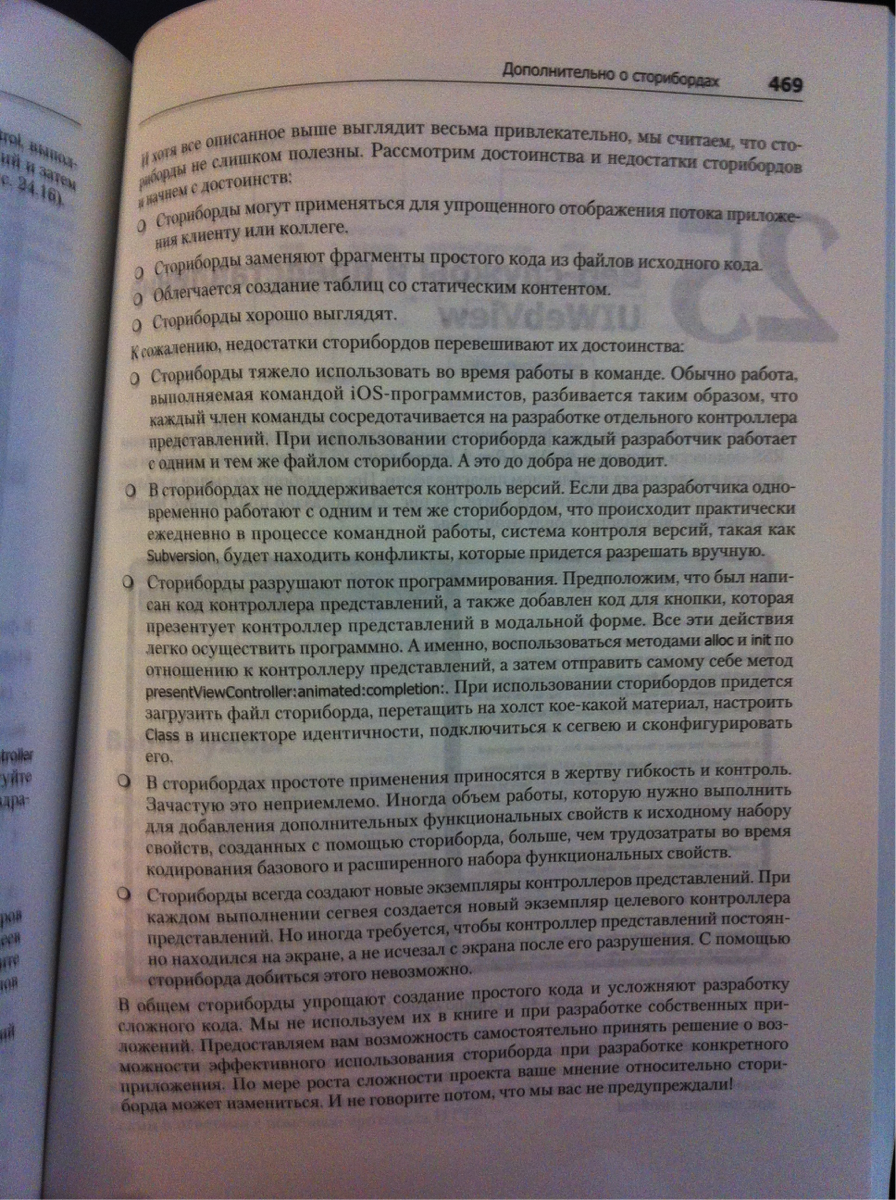 Дополнительно о сторибордах 469
И хотя все описанное выше выглядит весьма привлекательно, мы считаем, что сто-
риборды не слишком полезны. Рассмотрим достоинства и недостатки сторибордов
и начнем с достоинств:
Сториборды могут применяться для упрощенного отображения потока приложе-
ния клиенту или коллеге.
Сториборды заменяют фрагменты простого кода из файлов исходного кода.
Облегчается создание таблиц со статическим контентом.
Сториборды хорошо выглядят.
К сожалению, недостатки сторибордов перевешивают их достоинства:
Сториборды тяжело использовать во время работы в команде. Обычно работа,
выполняемая командой iOS-программистов, разбивается таким образом, что
каждый член команды сосредотачивается на разработке отдельного контроллера
представлений. При использовании сториборда каждый разработчик работает
с одним и тем же файлом сториборда. А это до добра не доводит.
В сторибордах не поддерживается контроль версий. Если два разработчика одно-
временно работают с одним и тем же сторибордом, что происходит практически
ежедневно в процессе командной работы, система контроля версий, такая как
Subversion, будет находить конфликты, которые придется разрешать вручную.
Сториборды разрушают поток программирования. Предположим, что был напи-
сан код контроллера представлений, а также добавлен код для кнопки, которая
презентует контроллер представлений в модальной форме. Все эти действия
легко осуществить программно. А именно, воспользоваться методами alloc и init по
отношению к контроллеру представлений, а затем отправить самому себе метод
presentViewController:animated:completion:. При использовании сторибордов придется
загрузить файл сториборда, перетащить на холст кое-какой материал, настроить
Class в инспекторе идентичности, подключиться к сегвею и сконфигурировать
его.
В сторибордах простоте применения приносятся в жертву гибкость и контроль.
Зачастую это неприемлемо. Иногда объем работы, которую нужно выполнить
для добавления дополнительных функциональных свойств к исходному набору
свойств, созданных с помощью сториборда, больше, чем трудозатраты во время
кодирования базового и расширенного набора функциональных свойств.
Сториборды всегда создают новые экземпляры контроллеров представлений. При
каждом выполнении сегвея создается новый экземпляр целевого контроллера
представлений. Но иногда требуется, чтобы контроллер представлений постоян-
но находился на экране, а не исчезал с экрана после его разрушения. С помощью
сториборда добиться этого невозможно.
В общем сториборды упрощают создание простого кода и усложняют разработку
сложного кода. Мы не используем их в книге и при разработке собственных при-
ложений. Предоставляем вам возможность самостоятельно принять решение о воз-
можности эффективного использования сториборда при разработке конкретного
приложения. По мере роста сложности проекта ваше мнение относительно стори-
борда может измениться. И не говорите потом, что мы вас не предупреждали!